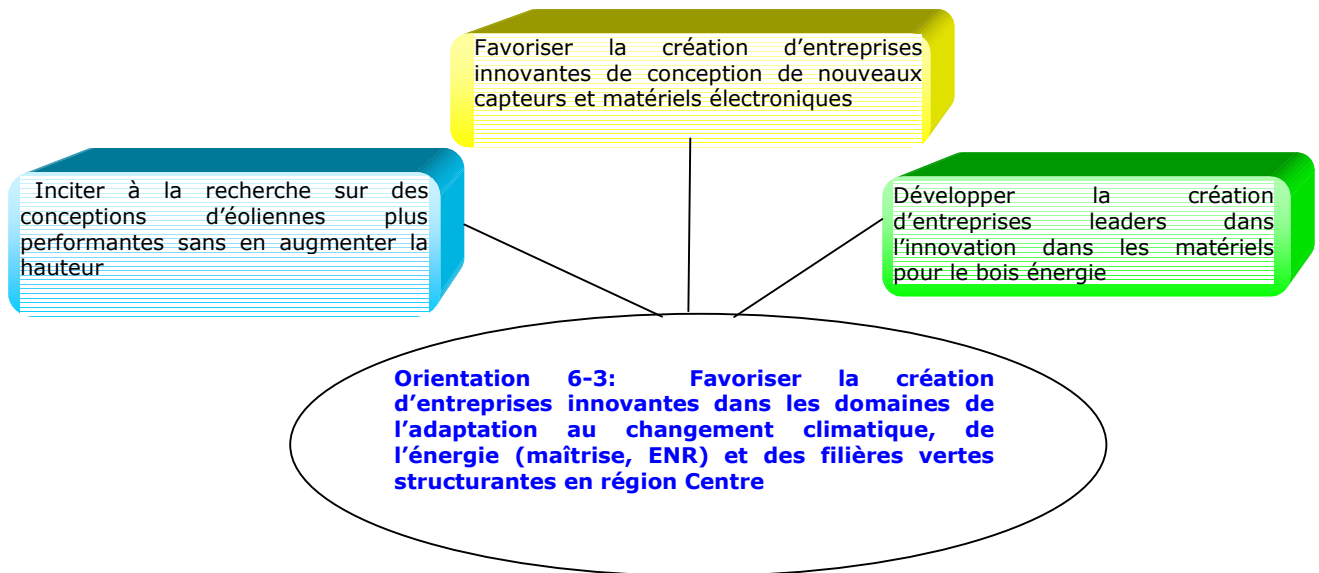 Favoriser la création d'entreprises
innovantes de conception de nouveaux
capteurs et matériels électroniques
Inciter à la recherche sur des
conceptions d'éoliennes plus
performantes sans en augmenter la
hauteur
Développer la création
d'entreprises leaders dans
l'innovation dans les matériels
pour le bois énergie
Orientation 6-3: Favoriser la création
d'entreprises innovantes dans les domaines de
l'adaptation au changement climatique, de
l'énergie (maîtrise, ENR) et des filières vertes
structurantes en région Centre